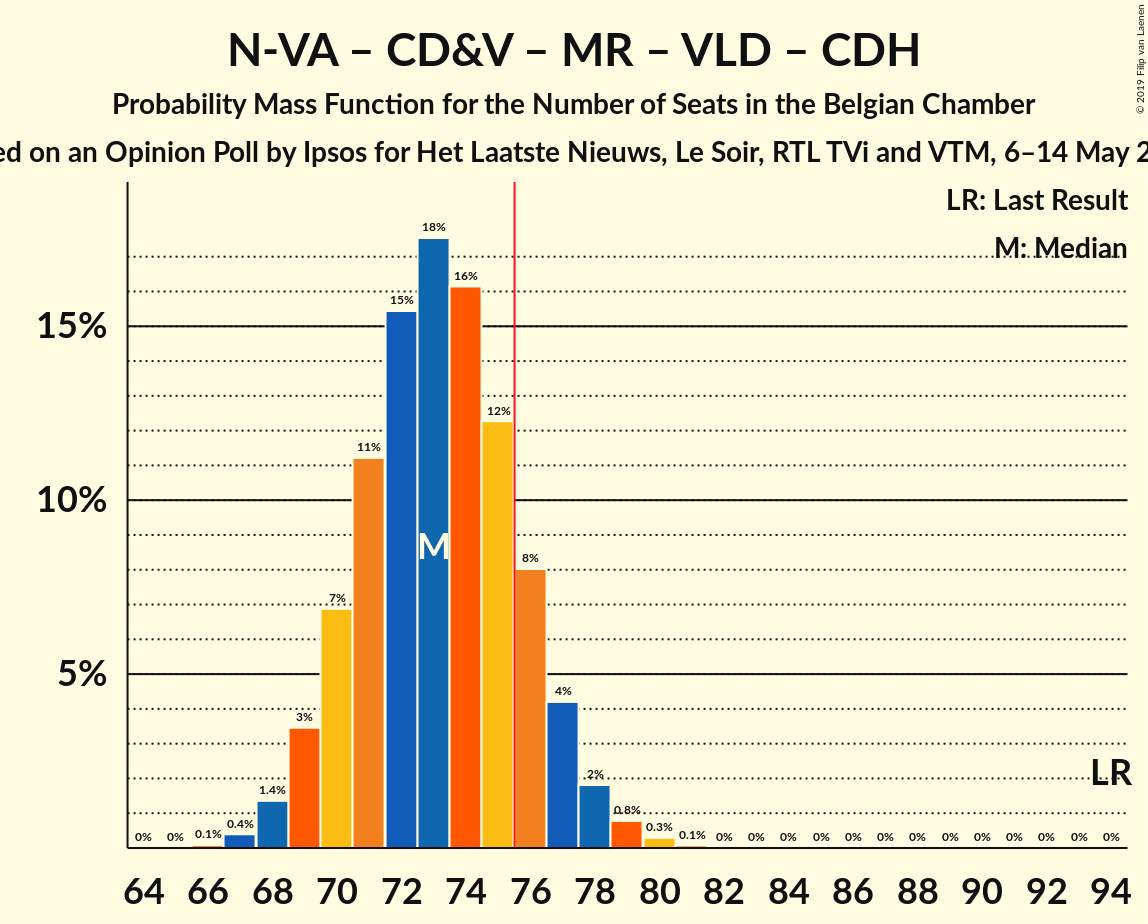 N-VA – CD&V – MR – VLD – CDH
Probability Mass Function for the Number of Seats in the Belgian Chamber
on an Opinion Poll by Ipsos for Het Laatste Nieuws, Le Soir, RTL TVi and VTM, 6–14 May
© 2019 Filip van Laenen
LR: Last Result
M: Median
18%
16%
15%
15%
12%
11%
10%
M
8%
7%
5%
4%
3%
LR
2%
1.4%
0.8%
0% 0% 0.1% 0.4% 0.3% 0.1% 0% 0% 0% 0% 0% 0% 0% 0% 0% 0% 0% 0% 0%
64 66 68 70 72 74 76 78 80 82 84 86 88 90 92 94